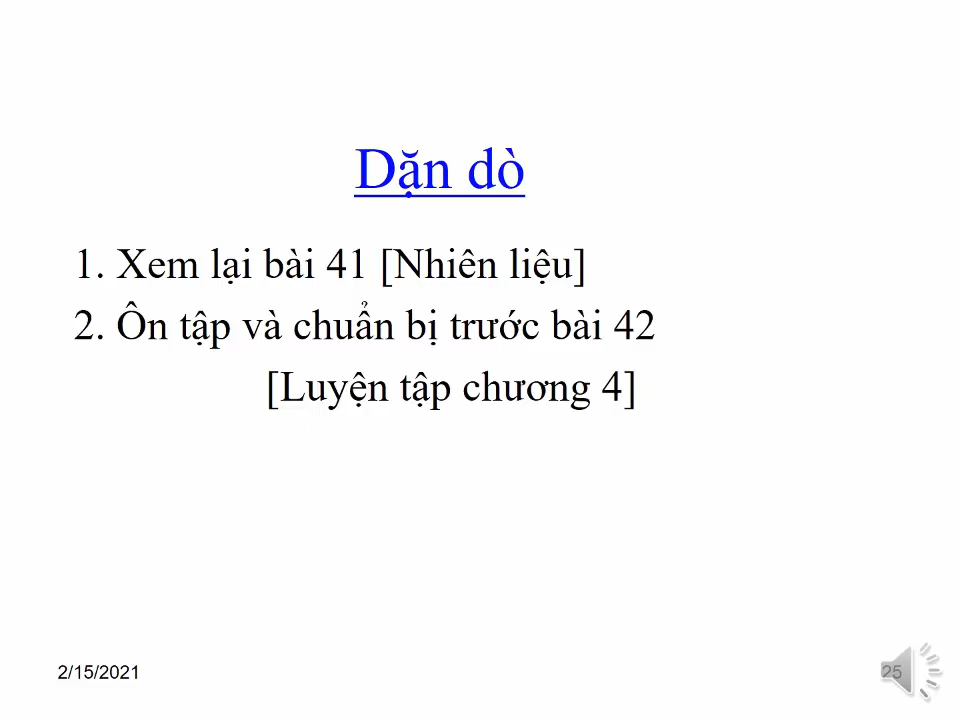 Dặn dò
1. Xem lại bài 41 [Nhiên liệu]
2. Ôn tập và chuẩn bị trước bài 42
[Luyện tập chương 4]
2/15/2021
25